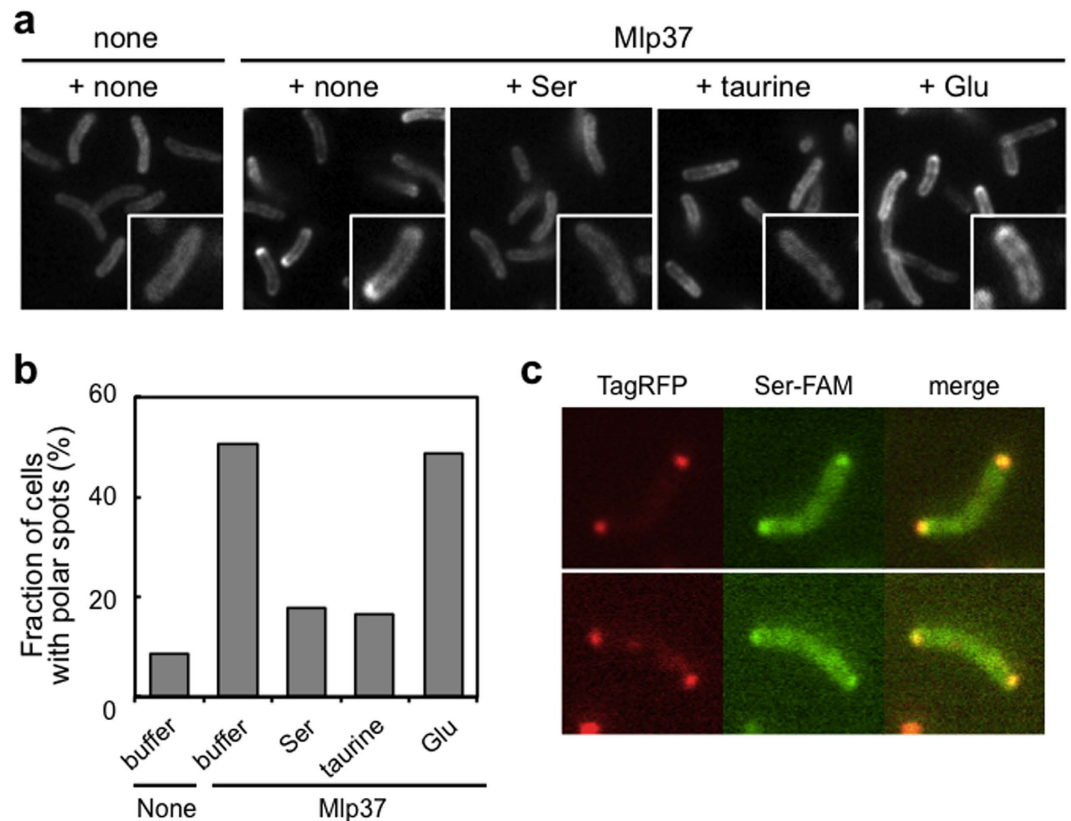 a
none Mlp37
+ none + none + Ser + taurine + Glu
b
Fraction of cells
with polar spots (%)
60
40
20
0
buffer buffer Ser taurine Glu
None Mlp37
c
TagRFP Ser-FAM merge